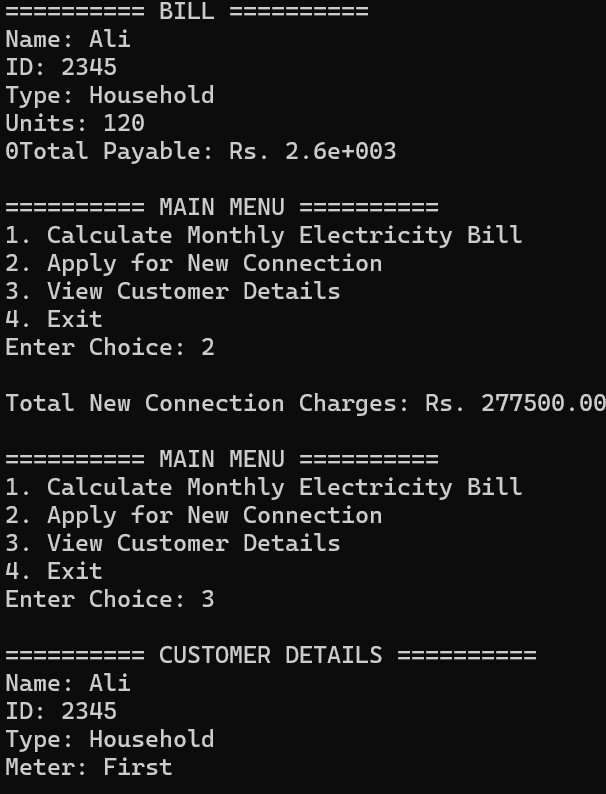 ========== BILL ==========
Name: Ali
ID: 2345
Type: Household
Units: 120
0Total Payable: Rs. 2.6e+003
========== MAIN MENU ==========
1. Calculate Monthly Electricity Bill
2. Apply for New Connection
3. View Customer Details
4. Exit
Enter Choice: 2
Total New Connection Charges: Rs. 277500.00
========== MAIN MENU ==========
1. Calculate Monthly Electricity Bill
2. Apply for New Connection
3. View Customer Details
4. Exit
Enter Choice: 3
========== CUSTOMER DETAILS ==========
Name: Ali
ID: 2345
Type: Household
Meter: First